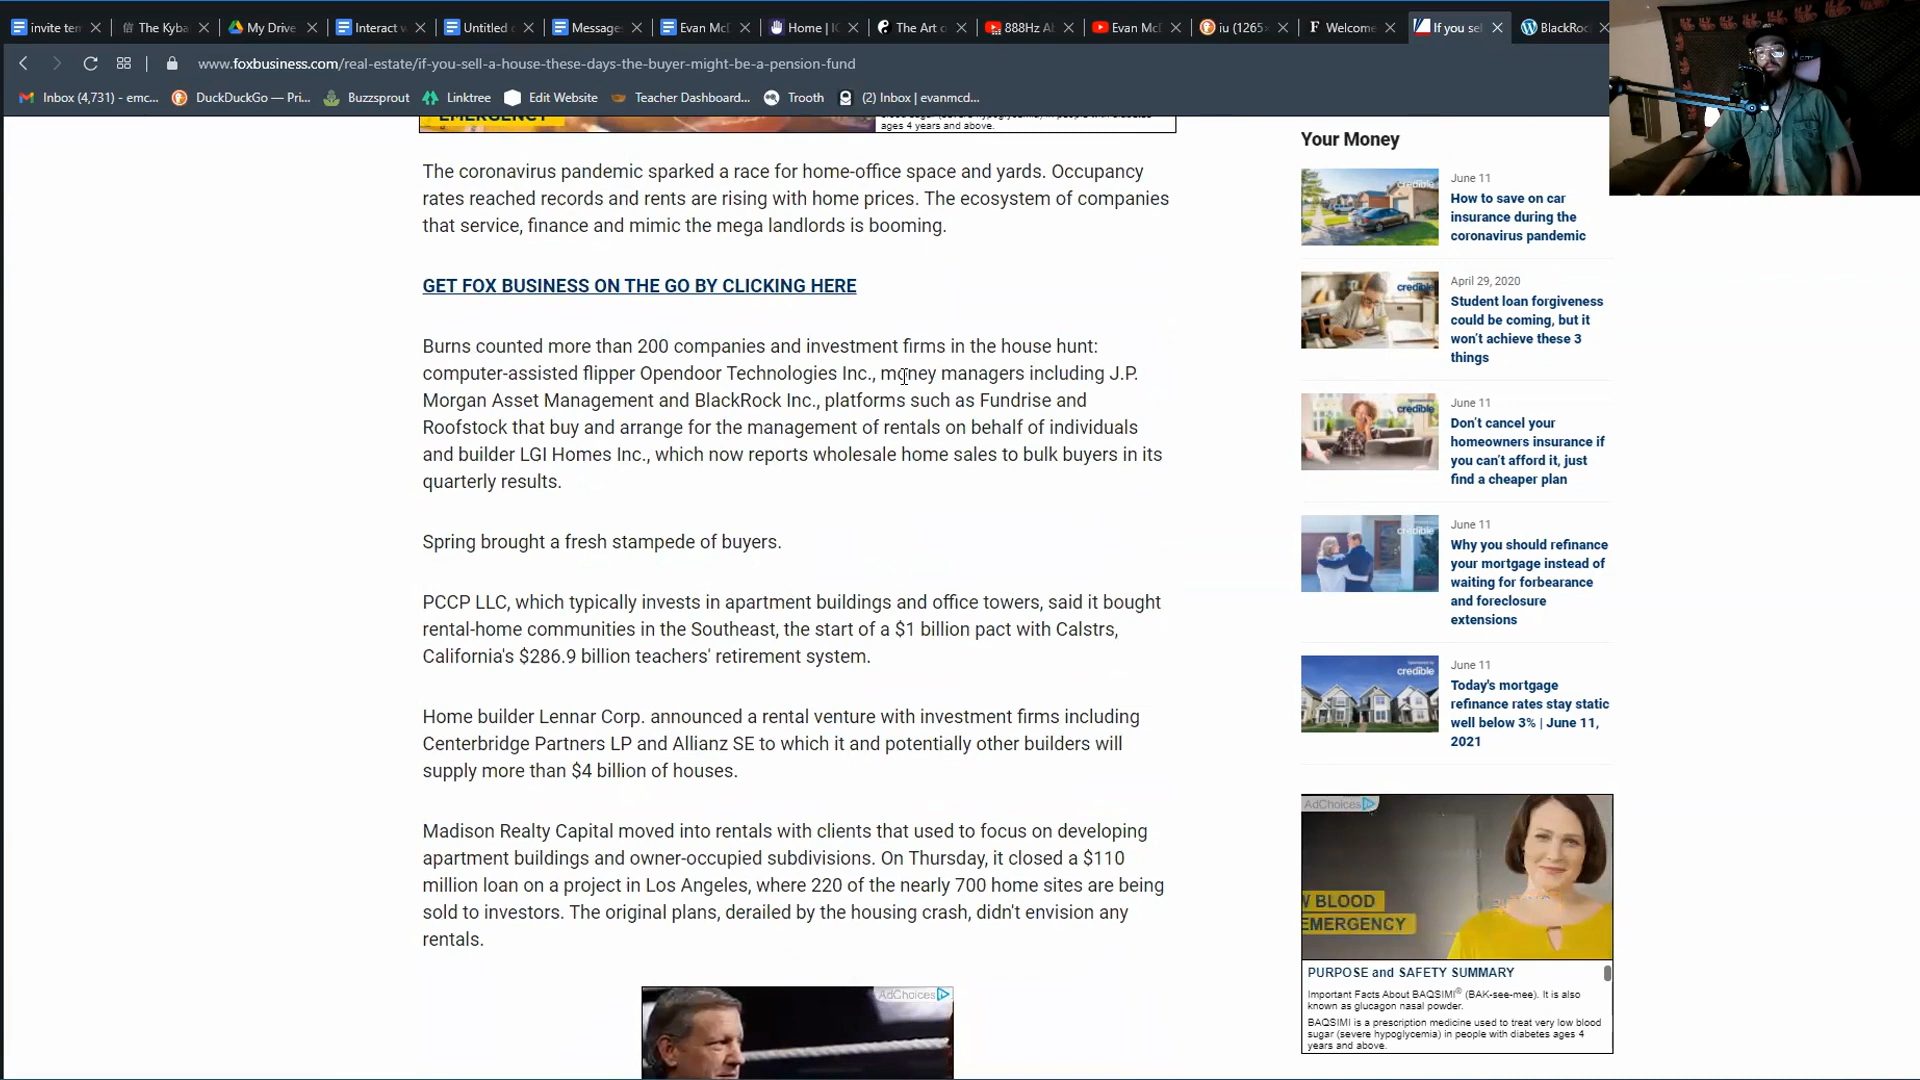 invite ten
The Kyba
My Drive
Interact w
Untitled
Message
Evan McD
Home | IC
The Art o
888Hz Ab
Evan McD
iu (1265×
Welcome
If you sel
BlackRoc
www.foxbusiness.com/real-estate/if-you-sell-a-house-these-days-the-buyer-might-be-a-pension-fund
Inbox (4,731) - emc...
DuckDuckGo — Pri...
Buzzsprout
Linktree
Edit Website
Teacher Dashboard...
Trooth
(2) Inbox | evanmcd...
EMERGENCY
ages 4 years and above.
The coronavirus pandemic sparked a race for home-office space and yards. Occupancy
rates reached records and rents are rising with home prices. The ecosystem of companies
that service, finance and mimic the mega landlords is booming.
GET FOX BUSINESS ON THE GO BY CLICKING HERE
Burns counted more than 200 companies and investment firms in the house hunt:
computer-assisted flipper Opendoor Technologies Inc., money managers including J.P.
Morgan Asset Management and BlackRock Inc., platforms such as Fundrise and
Roofstock that buy and arrange for the management of rentals on behalf of individuals
and builder LGI Homes Inc., which now reports wholesale home sales to bulk buyers in its
quarterly results.
Spring brought a fresh stampede of buyers.
PCCP LLC, which typically invests in apartment buildings and office towers, said it bought
rental-home communities in the Southeast, the start of a $1 billion pact with Calstrs,
California's $286.9 billion teachers' retirement system.
Home builder Lennar Corp. announced a rental venture with investment firms including
Centerbridge Partners LP and Allianz SE to which it and potentially other builders will
supply more than $4 billion of houses.
Madison Realty Capital moved into rentals with clients that used to focus on developing
apartment buildings and owner-occupied subdivisions. On Thursday, it closed a $110
million loan on a project in Los Angeles, where 220 of the nearly 700 home sites are being
sold to investors. The original plans, derailed by the housing crash, didn't envision any
rentals.
AdChoices
Your Money
credible
June 11
How to save on car
insurance during the
coronavirus pandemic
credible
April 29, 2020
Student loan forgiveness
could be coming, but it
won't achieve these 3
things
credible
June 11
Don't cancel your
homeowners insurance if
you can't afford it, just
find a cheaper plan
credible
June 11
Why you should refinance
your mortgage instead of
waiting for forbearance
and foreclosure
extensions
credible
June 11
Today's mortgage
refinance rates stay static
well below 3% | June 11,
2021
AdChoices
W BLOOD
EMERGENCY
PURPOSE and SAFETY SUMMARY
Important Facts About BAQSIMI® (BAK-see-mee). It is also
known as glucagon nasal powder.
BAQSIMI is a prescription medicine used to treat very low blood
sugar (severe hypoglycemia) in people with diabetes ages 4
years and above.